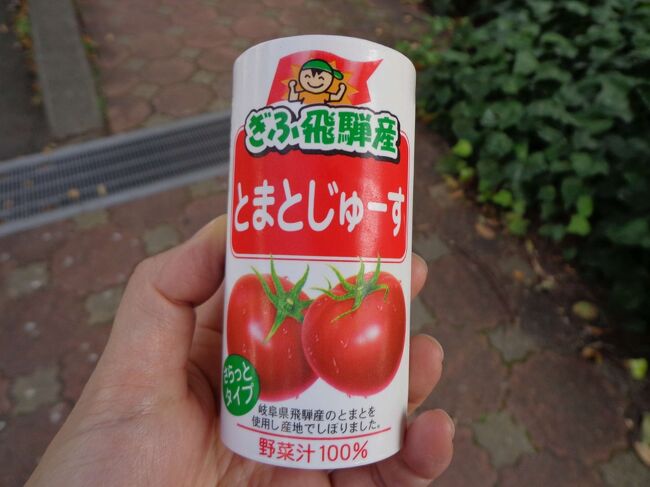 ぎふ飛騨産
とまとじゅーす
さらっと
タイプ
岐阜県飛騨産のとまとを
使用し産地でしぼりました。
野菜汁100%